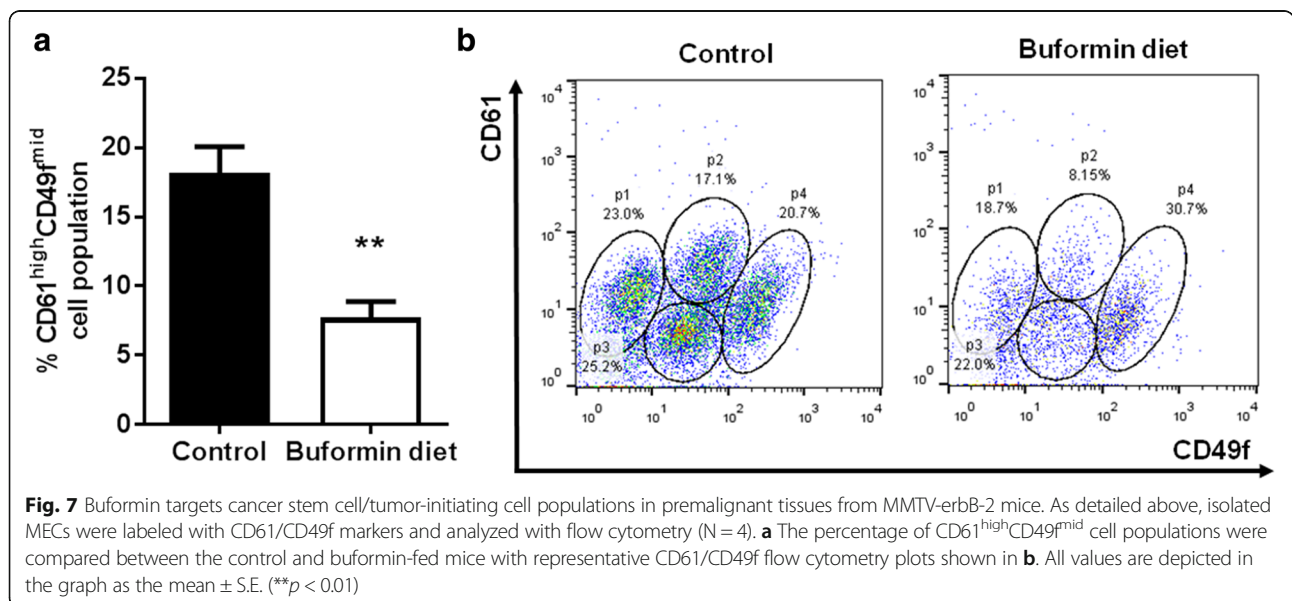 a
25
20
15
10
5
0
% CD61highCD49fmid
cell population
**
Control
Buformin diet
b
Control
Buformin diet
CD61
10⁴
10³
10²
10¹
10⁰
p1
23.0%
p2
17.1%
p4
20.7%
p3
25.2%
10⁰ 10¹ 10² 10³ 10⁴
10⁴
10³
10²
10¹
10⁰
p1
18.7%
p2
8.15%
p4
30.7%
p3
22.0%
10⁰ 10¹ 10² 10³ 10⁴
CD49f
Fig. 7 Buformin targets cancer stem cell/tumor-initiating cell populations in premalignant tissues from MMTV-erbB-2 mice. As detailed above, isolated
MECs were labeled with CD61/CD49f markers and analyzed with flow cytometry (N = 4). a The percentage of CD61highCD49fmid cell populations were
compared between the control and buformin-fed mice with representative CD61/CD49f flow cytometry plots shown in b. All values are depicted in
the graph as the mean ± S.E. (**p < 0.01)